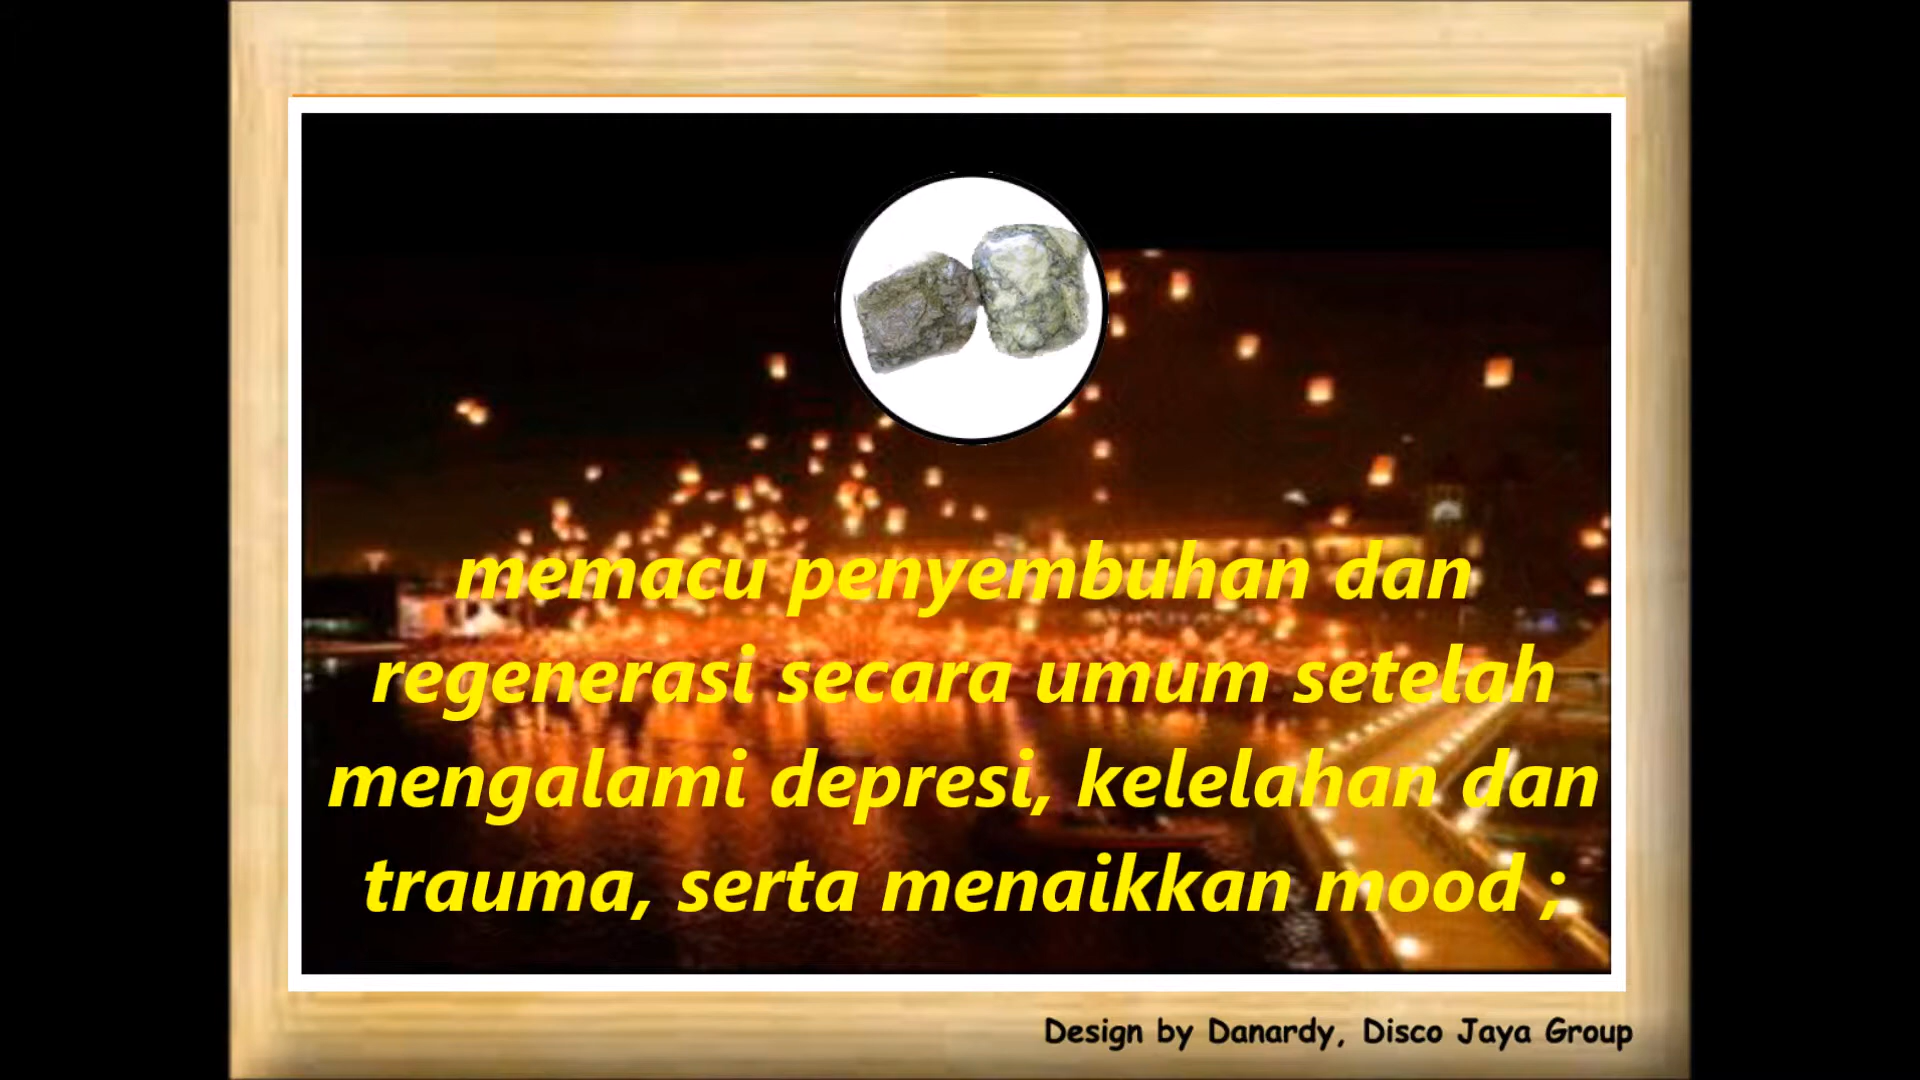 memacu penyembuhan dan
regenerasi secara umum setelah
mengalami depresi, kelelahan dan
trauma, serta menaikkan mood ;
Design by Danardy, Disco Jaya Group